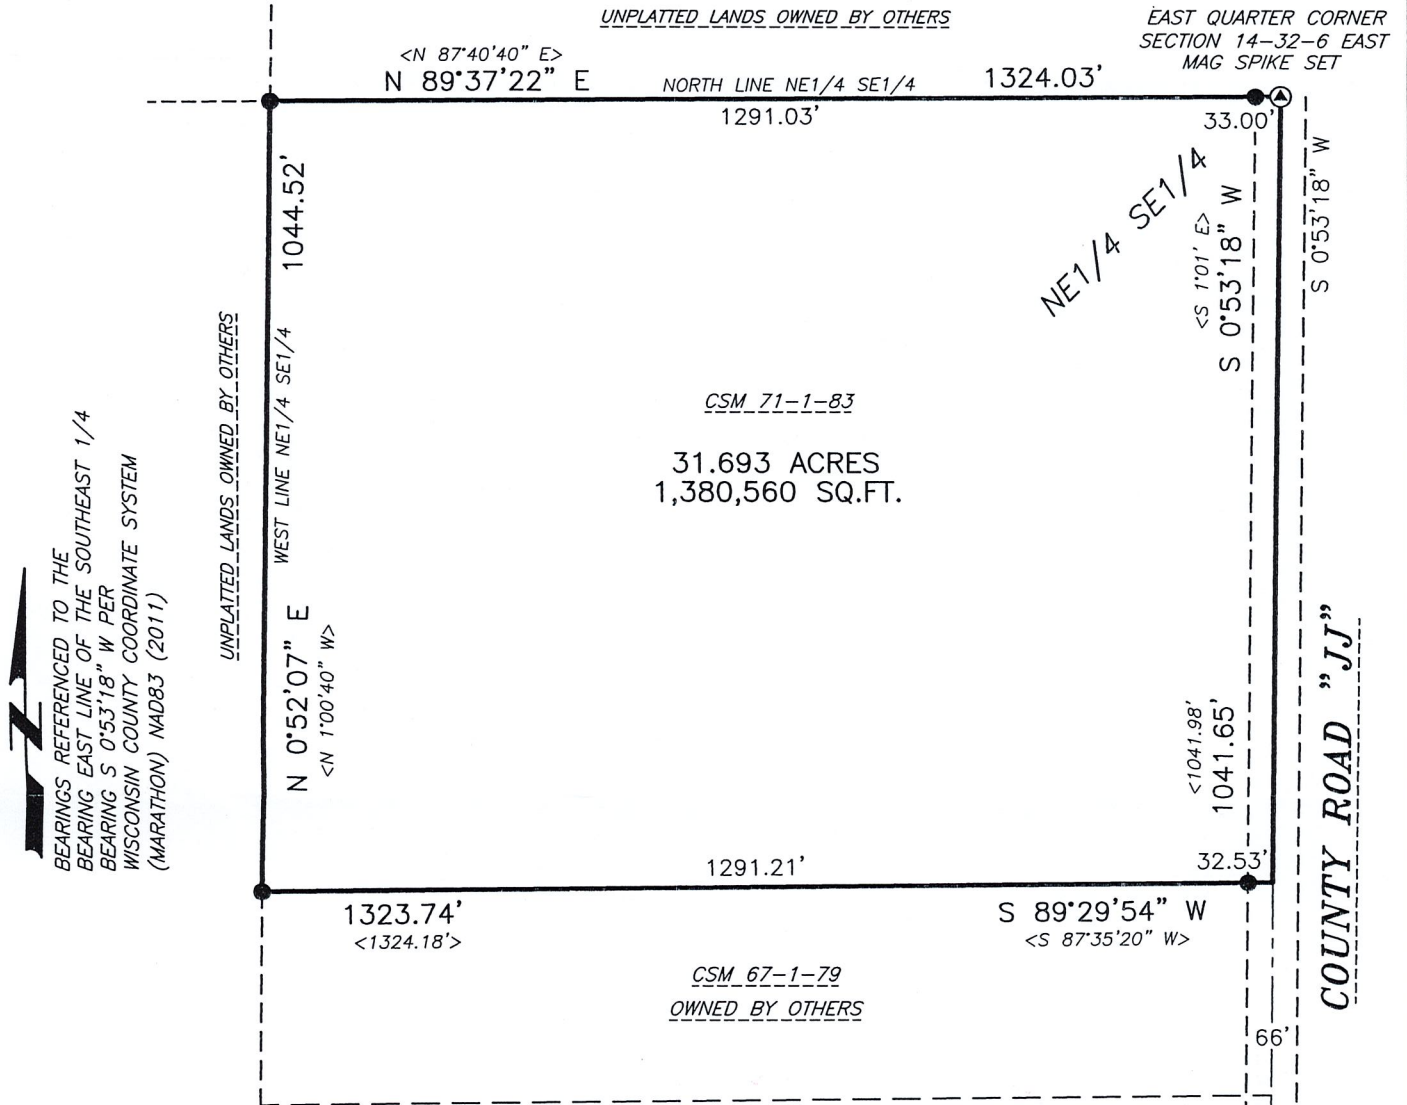 UNPLATTED LANDS OWNED BY OTHERS
EAST QUARTER CORNER
SECTION 14-32-6 EAST
MAG SPIKE SET
<N 87°40'40" E>
N 89°37'22" E
NORTH LINE NE1/4 SE1/4
1324.03'
1291.03'
33.00'
1044.52'
WEST LINE NE1/4 SE1/4
N 0°52'07" E
<N 1°00'40" W>
UNPLATTED LANDS OWNED BY OTHERS
NE1/4 SE1/4
<S 1°01' E>
S 0°53'18" W
S 0°53'18" W
CSM 71-1-83
31.693 ACRES
1,380,560 SQ.FT.
BEARINGS REFERENCED TO THE
BEARING EAST LINE OF THE SOUTHEAST 1/4
BEARING S 0°53'18" W PER
WISCONSIN COUNTY COORDINATE SYSTEM
(MARATHON) NAD83 (2011)
<1041.98'
1041.65'
COUNTY ROAD "JJ"
1291.21'
32.53'
1323.74'
<1324.18'>
S 89°29'54" W
<S 87°35'20" W>
CSM 67-1-79
OWNED BY OTHERS
66'